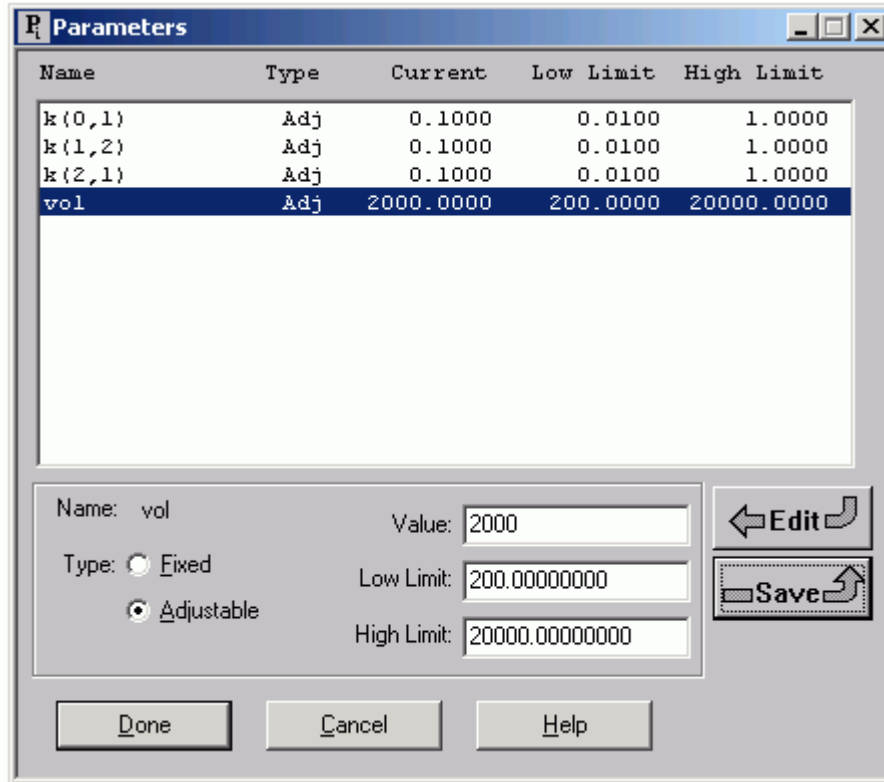 Pi Parameters
Name Type Current Low Limit High Limit
k(0,1) Adj 0.1000 0.0100 1.0000
k(1,2) Adj 0.1000 0.0100 1.0000
k(2,1) Adj 0.1000 0.0100 1.0000
vol Adj 2000.0000 200.0000 20000.0000
Name: vol
Value: 2000
Edit
Type: Fixed
Low Limit: 200.00000000
Save
Adjustable
High Limit: 20000.00000000
Done Cancel Help